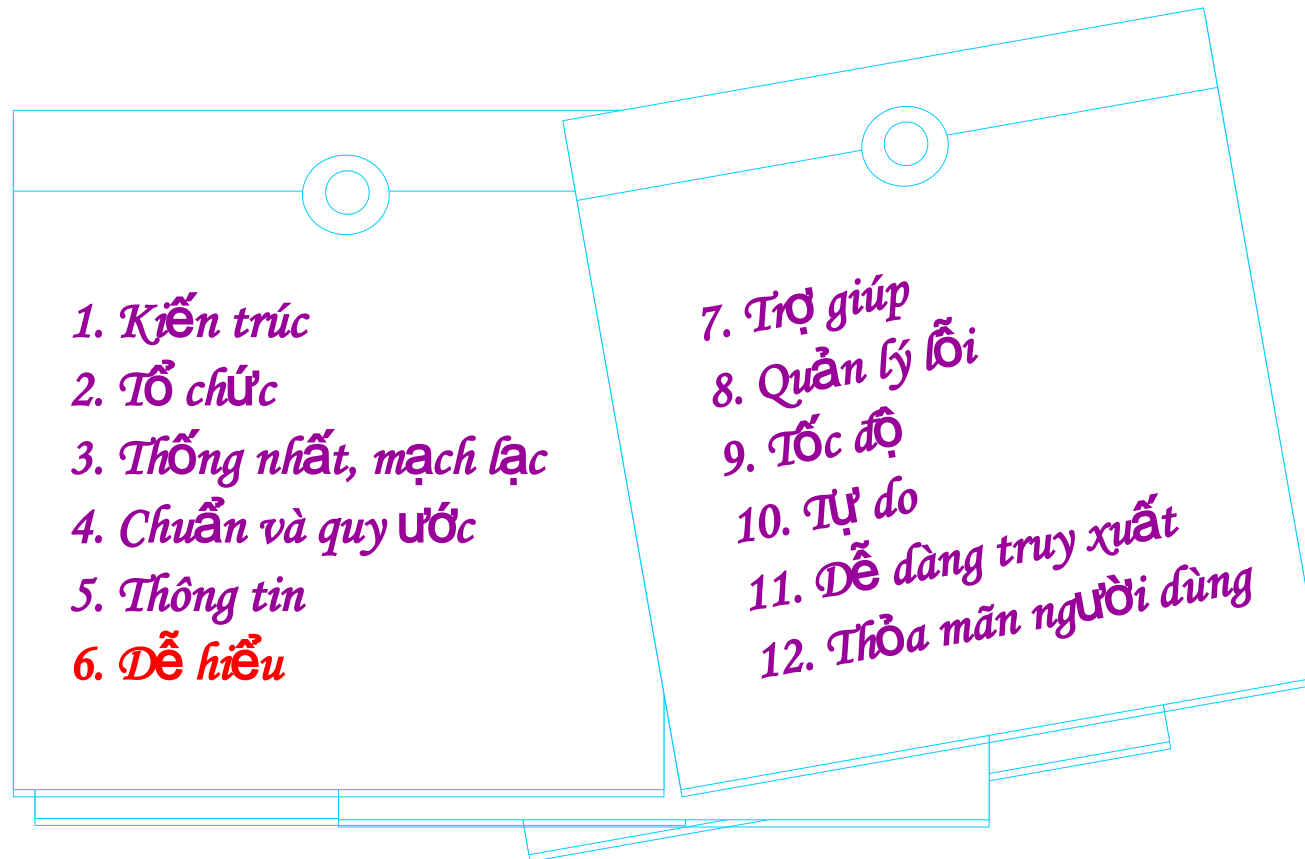 1. Kiến trúc
2. Tổ chức
3. Thống nhất, mạch lạc
4. Chuẩn và quy ước
5. Thông tin
6. Dễ hiểu
7. Trợ giúp
8. Quản lý lỗi
9. Tốc độ
10. Tự do
11. Dễ dàng truy xuất
12. Thỏa mãn người dùng